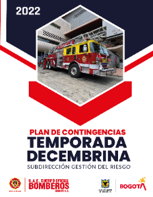 2022
PLAN DE CONTINGENCIAS
TEMPORADA
DECEMBRINA
SUBDIRECCIÓN GESTIÓN DEL RIESGO
BOMBEROS
BOGOTÁ